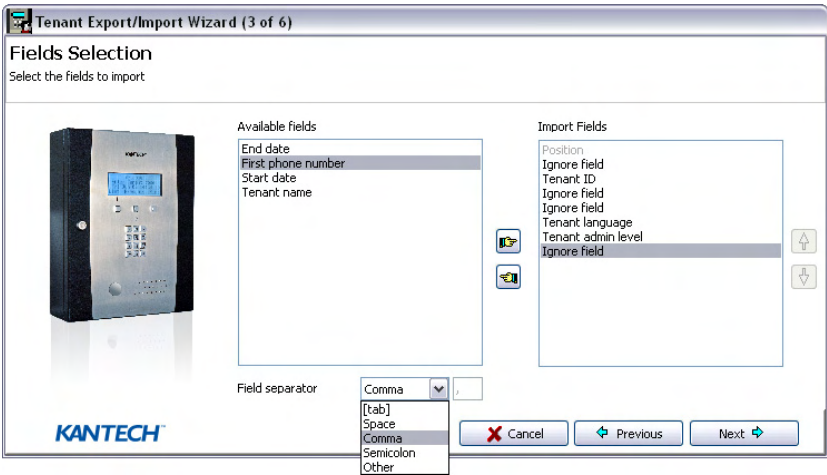 Tenant Export/Import Wizard (3 of 6)
Fields Selection
Select the fields to import
Available fields
End date
First phone number
Start date
Tenant name
Import Fields
Position
Ignore field
Tenant ID
Ignore field
Ignore field
Tenant language
Tenant admin level
Ignore field
KANTECH
Field separator
Comma
,
[tab]
Space
Comma
Semicolon
Other
KANTECH
Cancel
Previous
Next